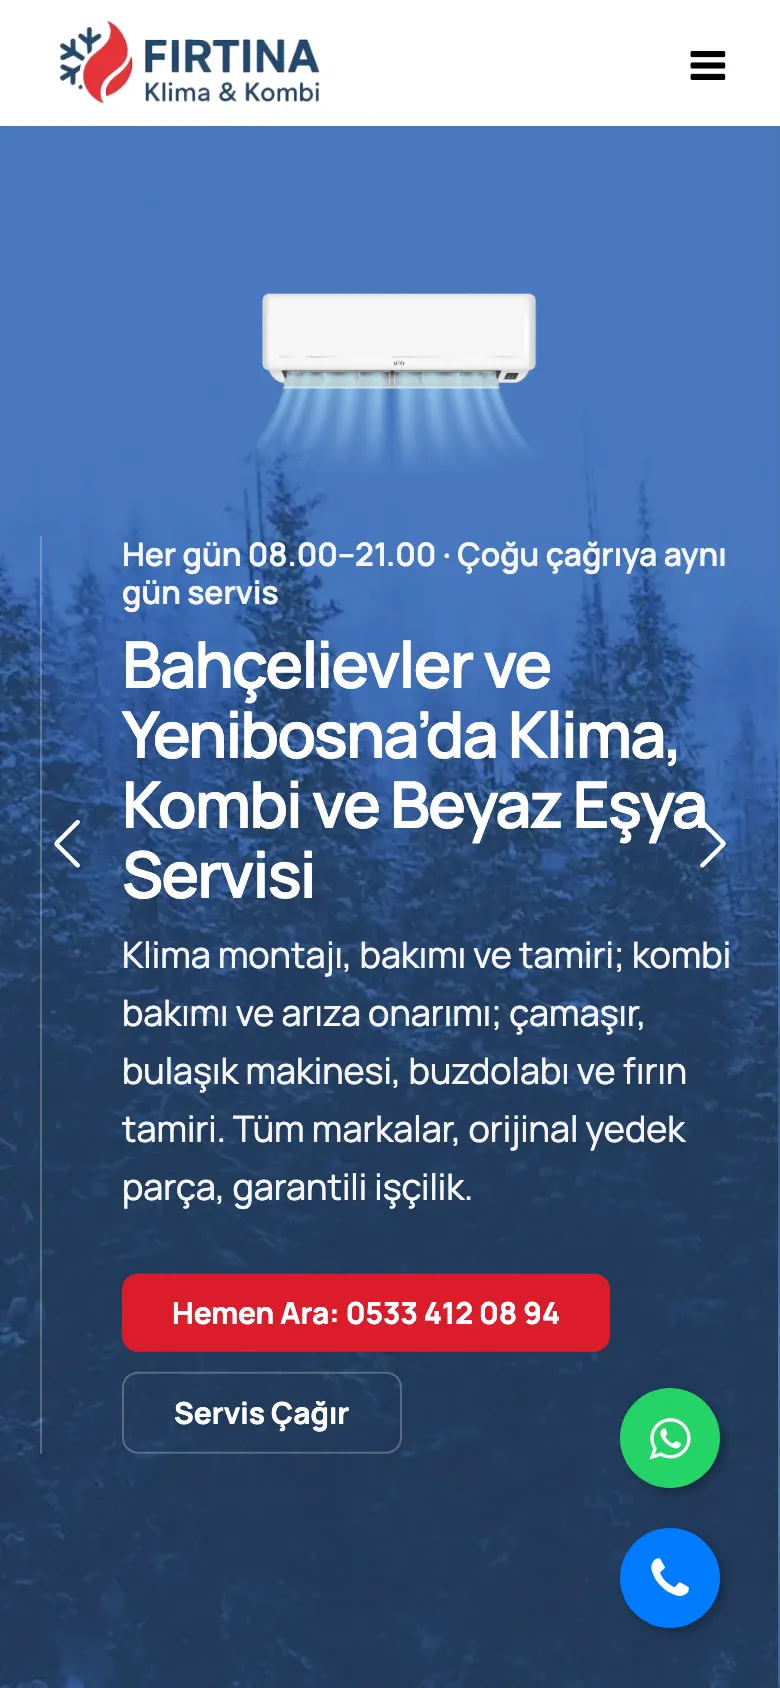 FIRTINA
Klima & Kombi
Her gün 08.00–21.00 · Çoğu çağrıya aynı
gün servis
Bahçelievler ve
Yenibosna’da Klima,
Kombi ve Beyaz Eşya
Servisi
Klima montajı, bakımı ve tamiri; kombi
bakımı ve arıza onarımı; çamaşır,
bulaşık makinesi, buzdolabı ve fırın
tamiri. Tüm markalar, orijinal yedek
parça, garantili işçilik.
Hemen Ara: 0533 412 08 94
Servis Çağır